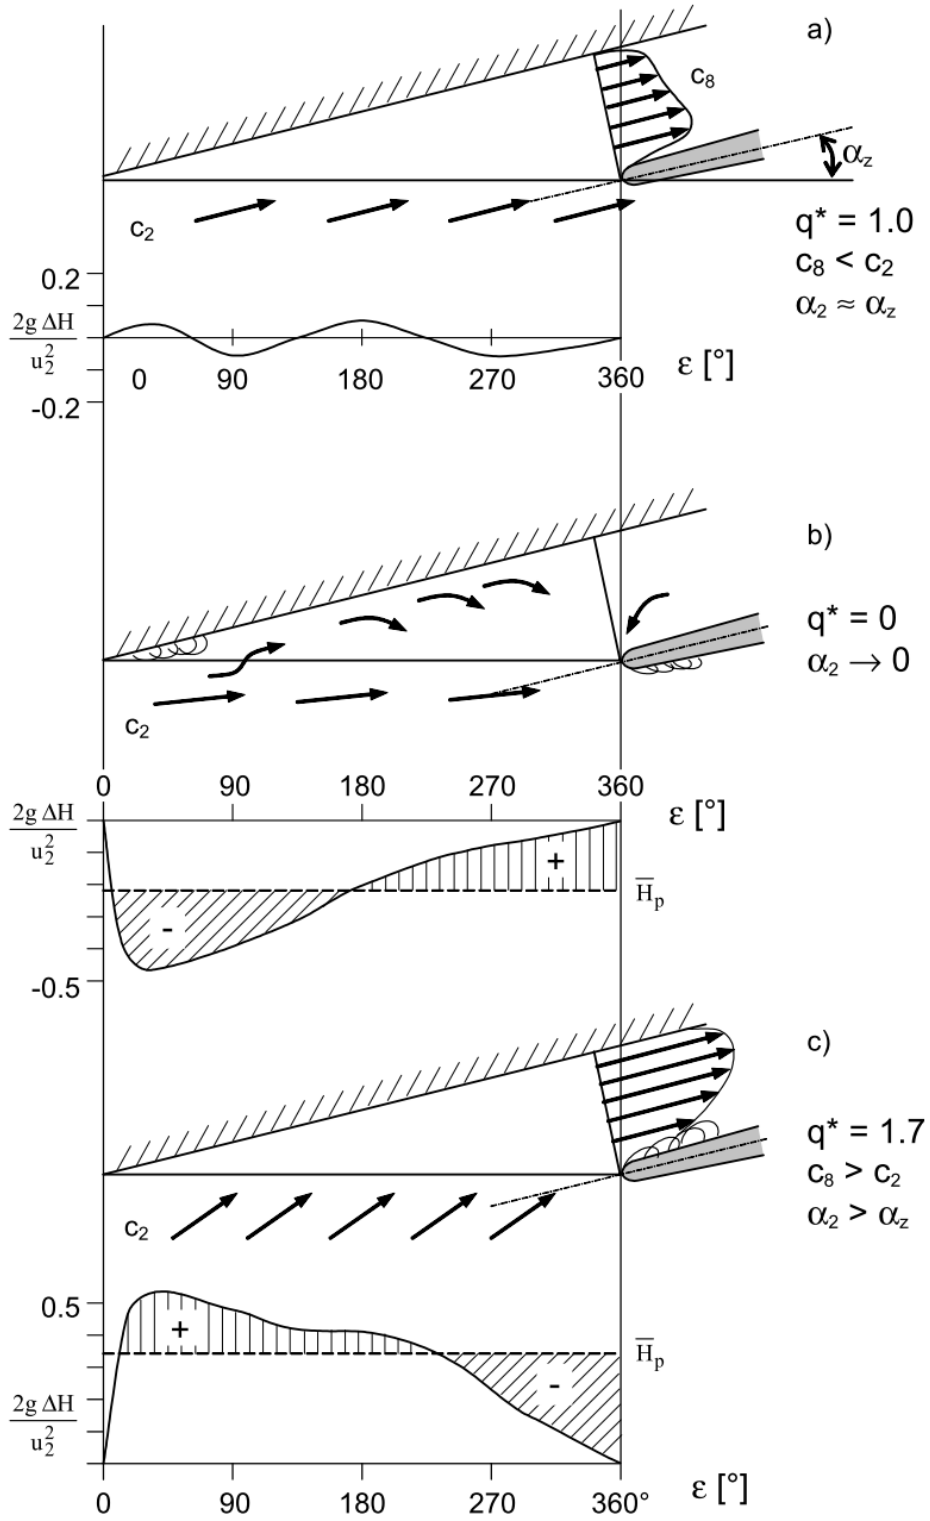 a)
c₈
αz
c₂
q* = 1.0
c₈ < c₂
α₂ ≈ αz
0.2
2g ΔH
u₂²
0 90 180 270 360 ε [°]
-0.2
b)
q* = 0
α₂ → 0
c₂
0 90 180 270 360
ε [°]
2g ΔH
u₂²
+
H̅p
-
-0.5
c)
q* = 1.7
c₈ > c₂
α₂ > αz
c₂
0.5
+
H̅p
-
2g ΔH
u₂²
0 90 180 270 360° ε [°]